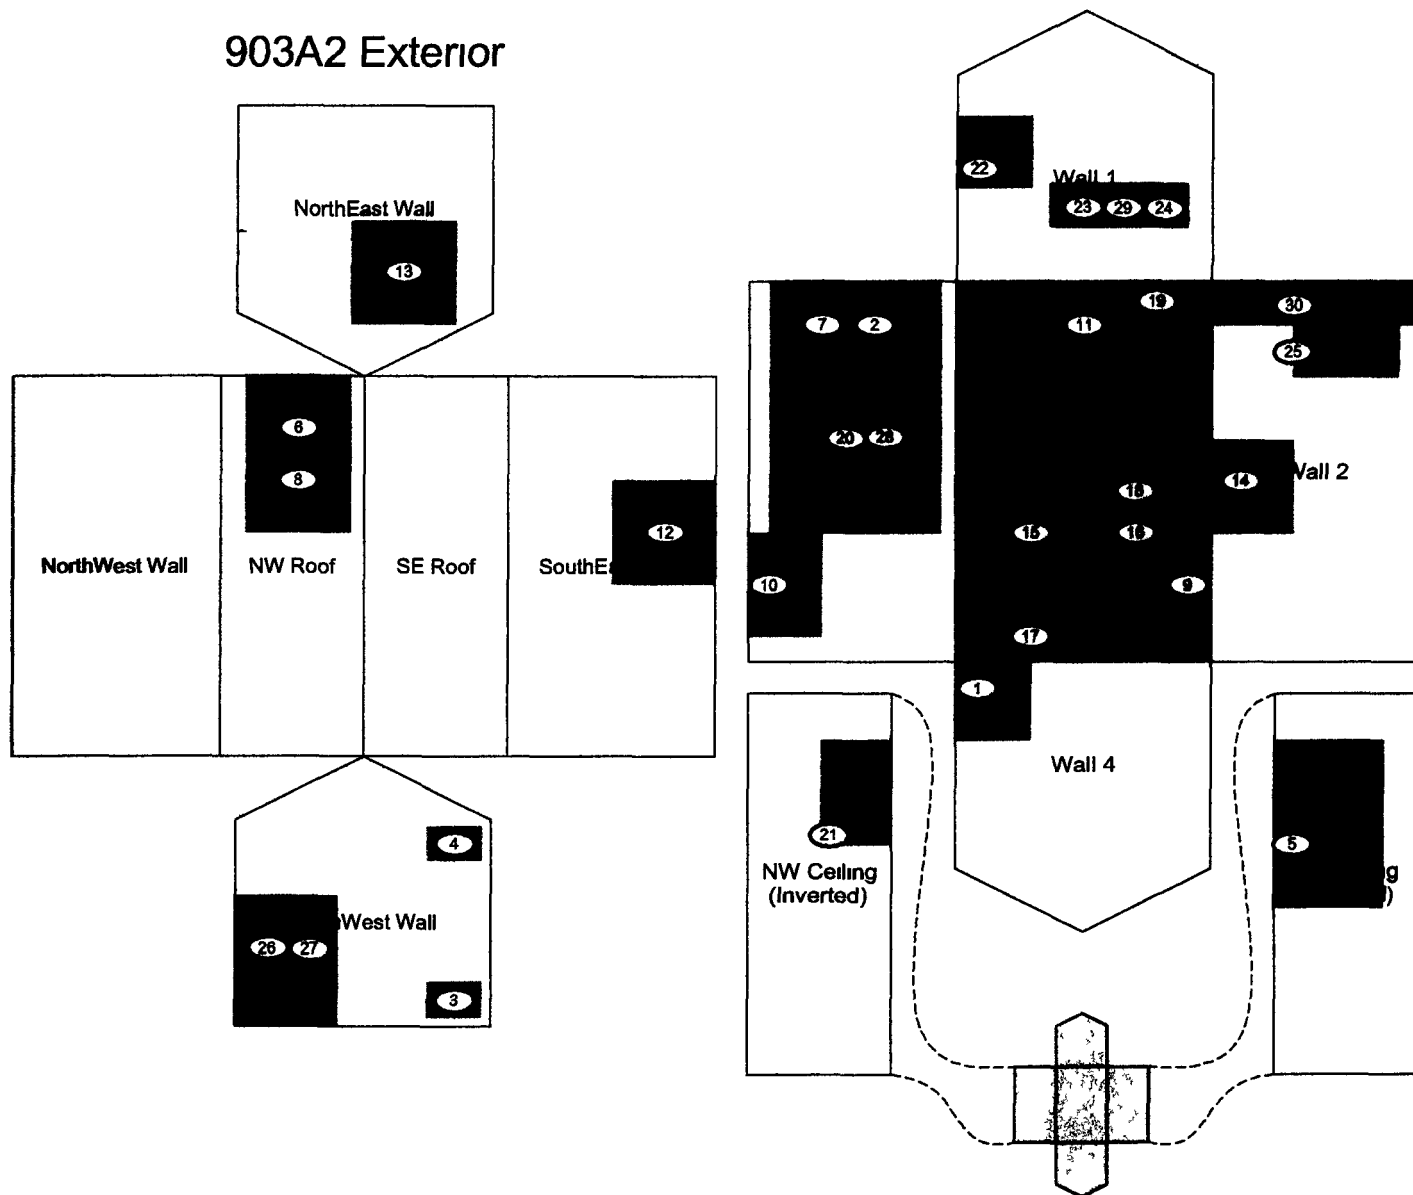 903A2 Exterior
NorthEast Wall
13
22
Wall 1
23 29 24
7 2 11 19 30
25
6
20 28
8
18 14 Wall 2
12 15 16
NorthWest Wall NW Roof SE Roof
10 9
17
1
Wall 4
4
21 5
NW Ceiling
(Inverted)
West Wall
26 27
3